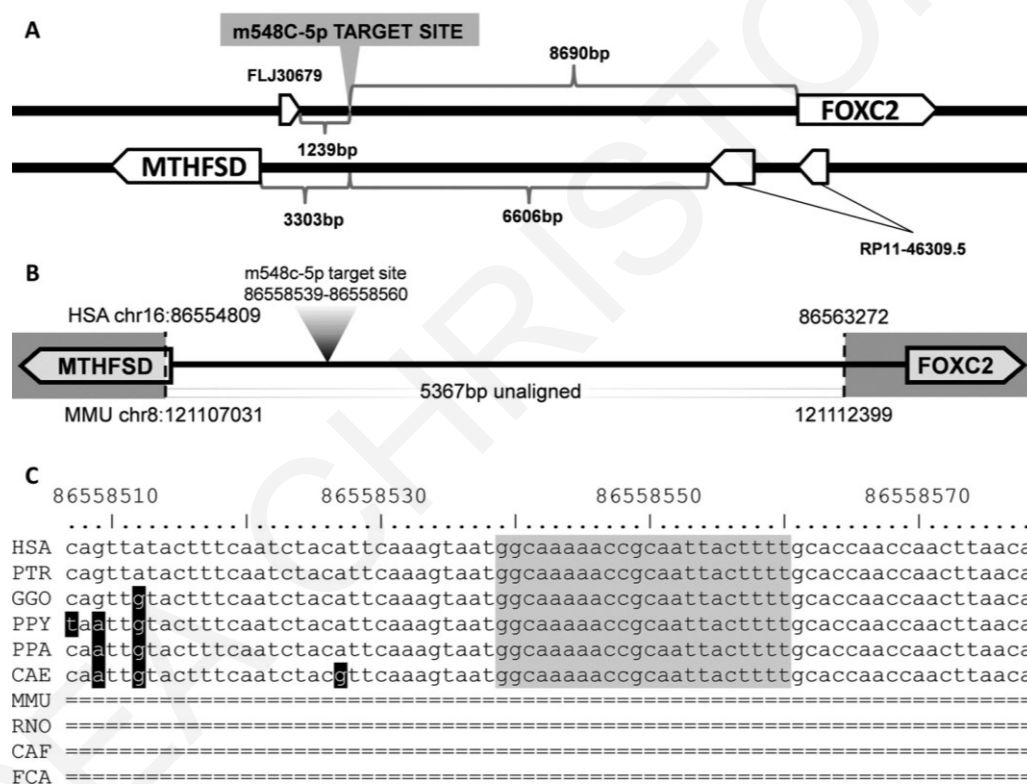 A
m548C-5p TARGET SITE
FLJ30679
8690bp
FOXC2
1239bp
MTHFSD
3303bp
6606bp
RP11-46309.5
B
m548c-5p target site
86558539-86558560
HSA chr16:86554809
86563272
MTHFSD
FOXC2
5367bp unaligned
MMU chr8:121107031
121112399
C
86558510 86558530 86558550 86558570
HSA cagttatactttcaatctacattcaaagtaatggcaaaaaccgcaattacttttgcaccaaccaacttaaca
PTR cagttatactttcaatctacattcaaagtaatggcaaaaaccgcaattacttttgcaccaaccaacttaaca
GGO cagttgtactttcaatctacattcaaagtaatggcaaaaaccgcaattacttttgcaccaaccaacttaaca
PPY taattgtactttcaatctacattcaaagtaatggcaaaaaccgcaattacttttgcaccaaccaacttaaca
PPA caattgtactttcaatctacattcaaagtaatggcaaaaaccgcaattacttttgcaccaaccaacttaaca
CAE caattgtactttcaatctacgttcaaagtaatggcaaaaaccgcaattacttttgcaccaaccaacttaaca
MMU ========================================================================
RNO ========================================================================
CAF ========================================================================
FCA ========================================================================